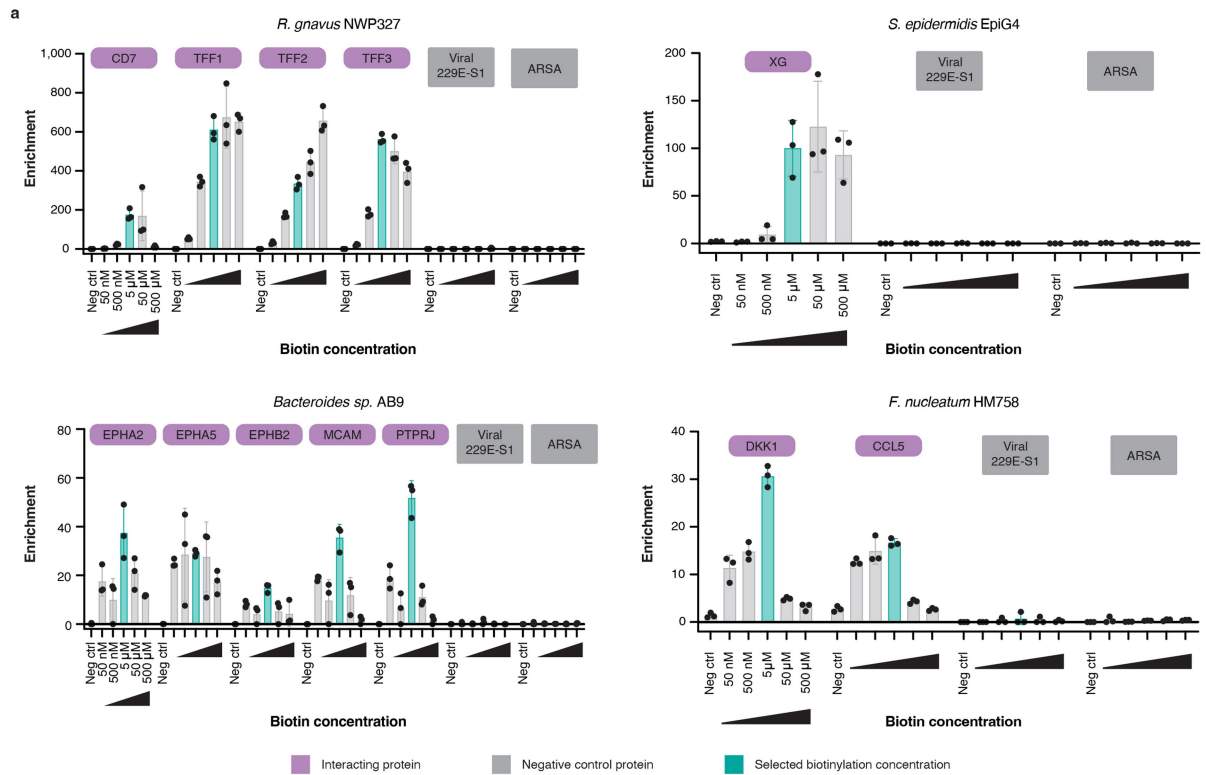 a
R. gnavus NWP327
Enrichment
1,000
800
600
400
200
0
CD7
TFF1
TFF2
TFF3
Viral
229E-S1
ARSA
Neg ctrl
50 nM
500 nM
5 µM
50 µM
500 µM
Neg ctrl
Neg ctrl
Neg ctrl
Neg ctrl
Neg ctrl
Biotin concentration
S. epidermidis EpiG4
Enrichment
200
150
100
50
0
XG
Viral
229E-S1
ARSA
Neg ctrl
50 nM
500 nM
5 µM
50 µM
500 µM
Neg ctrl
Neg ctrl
Biotin concentration
Bacteroides sp. AB9
Enrichment
80
60
40
20
0
EPHA2
EPHA5
EPHB2
MCAM
PTPRJ
Viral
229E-S1
ARSA
Neg ctrl
50 nM
500 nM
5 µM
50 µM
500 µM
Neg ctrl
Neg ctrl
Neg ctrl
Neg ctrl
Neg ctrl
Neg ctrl
Biotin concentration
F. nucleatum HM758
Enrichment
40
30
20
10
0
DKK1
CCL5
Viral
229E-S1
ARSA
Neg ctrl
50 nM
500 nM
5µM
50 µM
500 µM
Neg ctrl
Neg ctrl
Neg ctrl
Biotin concentration
Interacting protein
Negative control protein
Selected biotinylation concentration